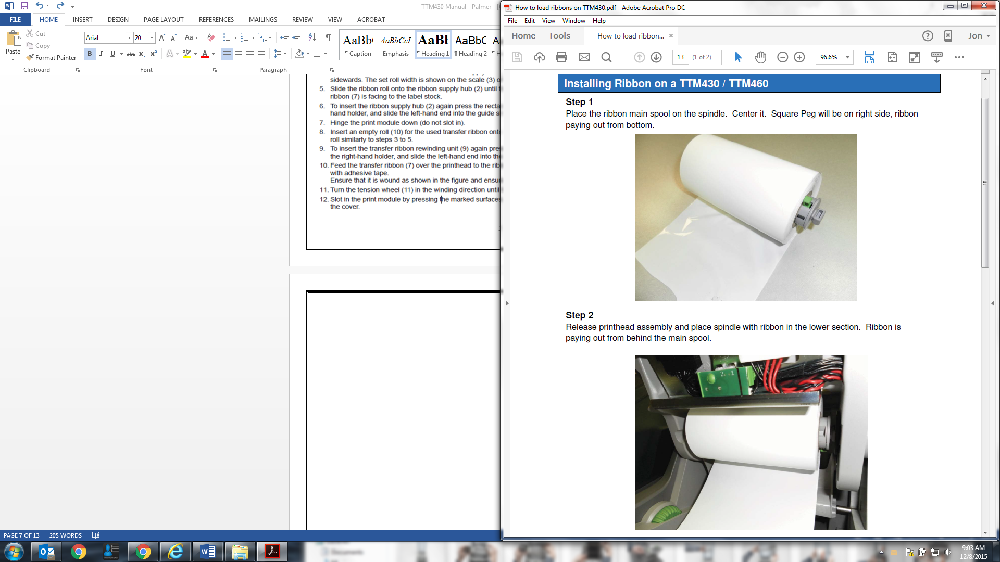 TTM430 Manual - Palmer -
FILE HOME INSERT DESIGN PAGE LAYOUT REFERENCES MAILINGS REVIEW VIEW ACROBAT
Paste
Cut
Copy
Format Painter
Clipboard
Arial 20
Aa
B I U abc x2 x2 A A
Font
Paragraph
AaBb( AaBbCcL AaBb AaBbC A
¶ Caption Emphasis ¶ Heading 1 ¶ Heading 2 ¶ H
sidewards. The set roll width is shown on the scale (3)
5. Slide the ribbon roll onto the ribbon supply hub (2) until
ribbon (7) is facing to the label stock.
6. To insert the ribbon supply hub (2) again press the
hand holder, and slide the left-hand end into the guide
7. Hinge the print module down (do not slot in).
8. Insert an empty roll (10) for the used transfer ribbon
roll similarly to steps 3 to 5.
9. To insert the transfer ribbon rewinding unit (9) again
the right-hand holder, and slide the left-hand end into
10. Feed the transfer ribbon (7) over the printhead to the
with adhesive tape.
Ensure that it is wound as shown in the figure and
11. Turn the tension wheel (11) in the winding direction until
12. Slot in the print module by pressing the marked surfaces
the cover.
PAGE 7 OF 13 205 WORDS
How to load ribbons on TTM430.pdf - Adobe Acrobat Pro DC
File Edit View Window Help
Home Tools How to load ribbon... × Jon
13 (1 of 2) 96.6%
Installing Ribbon on a TTM430 / TTM460
Step 1
Place the ribbon main spool on the spindle. Center it. Square Peg will be on right side, ribbon
paying out from bottom.
Step 2
Release printhead assembly and place spindle with ribbon in the lower section. Ribbon is
paying out from behind the main spool.
2 1
Documents
9:03 AM
12/8/2015